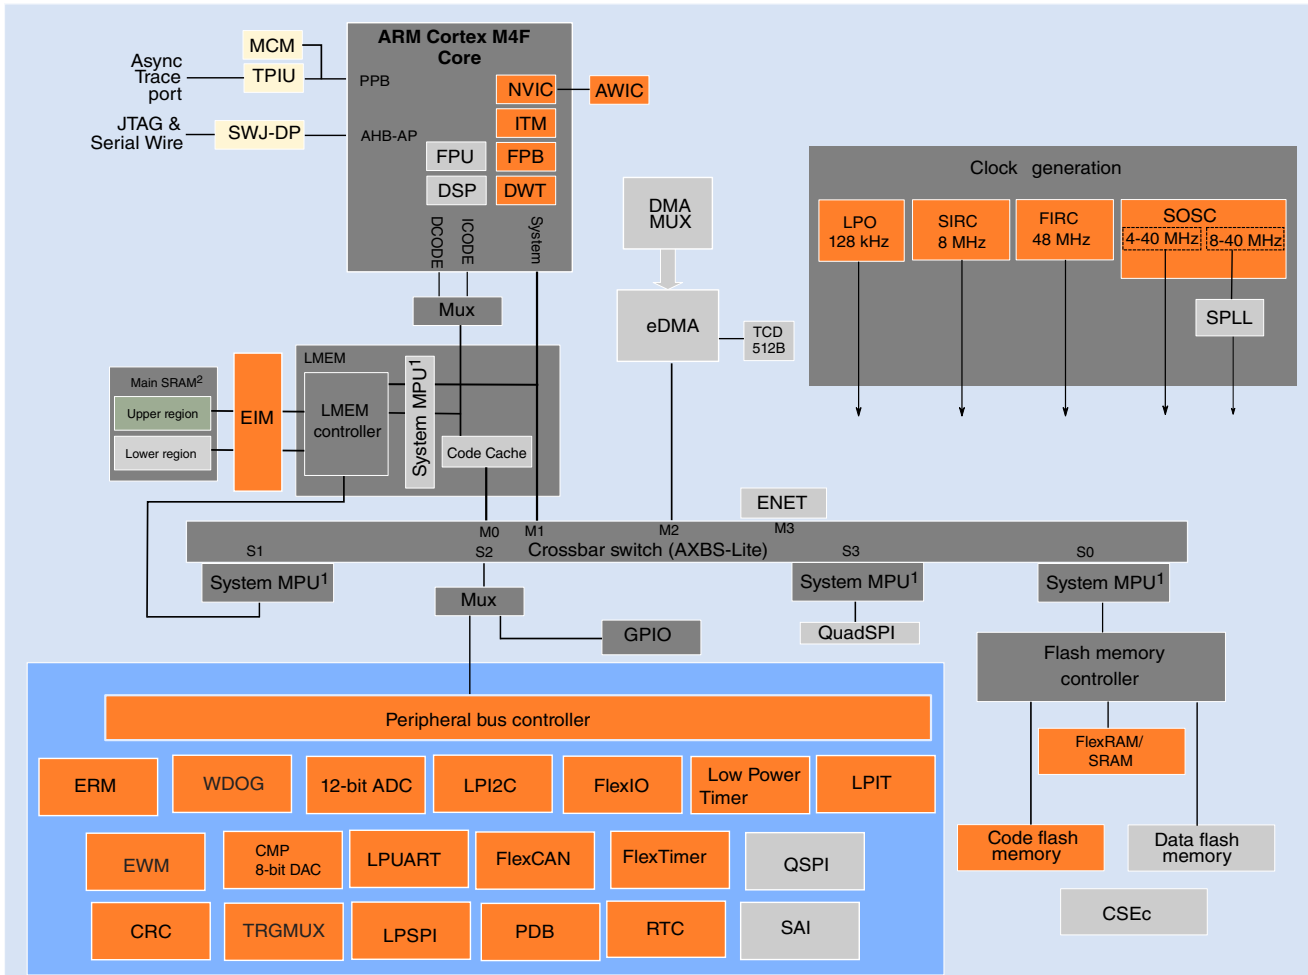 ARM Cortex M4F
Core
MCM
TPIU
Async
Trace
port
PPB
JTAG &
Serial Wire
SWJ-DP
AHB-AP
NVIC
AWIC
ITM
FPU
FPB
DSP
DWT
DCODE
ICODE
System
Mux
DMA
MUX
eDMA
TCD
512B
Clock generation
LPO
128 kHz
SIRC
8 MHz
FIRC
48 MHz
SOSC
4-40 MHz
8-40 MHz
SPLL
Main SRAM2
Upper region
Lower region
EIM
LMEM
LMEM
controller
System MPU1
Code Cache
ENET
M0
M1
M2
M3
Crossbar switch (AXBS-Lite)
S1
S2
S3
S0
System MPU1
System MPU1
System MPU1
Mux
GPIO
QuadSPI
Flash memory
controller
FlexRAM/
SRAM
Code flash
memory
Data flash
memory
CSEc
Peripheral bus controller
ERM
WDOG
12-bit ADC
LPI2C
FlexIO
Low Power
Timer
LPIT
EWM
CMP
8-bit DAC
LPUART
FlexCAN
FlexTimer
QSPI
CRC
TRGMUX
LPSPI
PDB
RTC
SAI